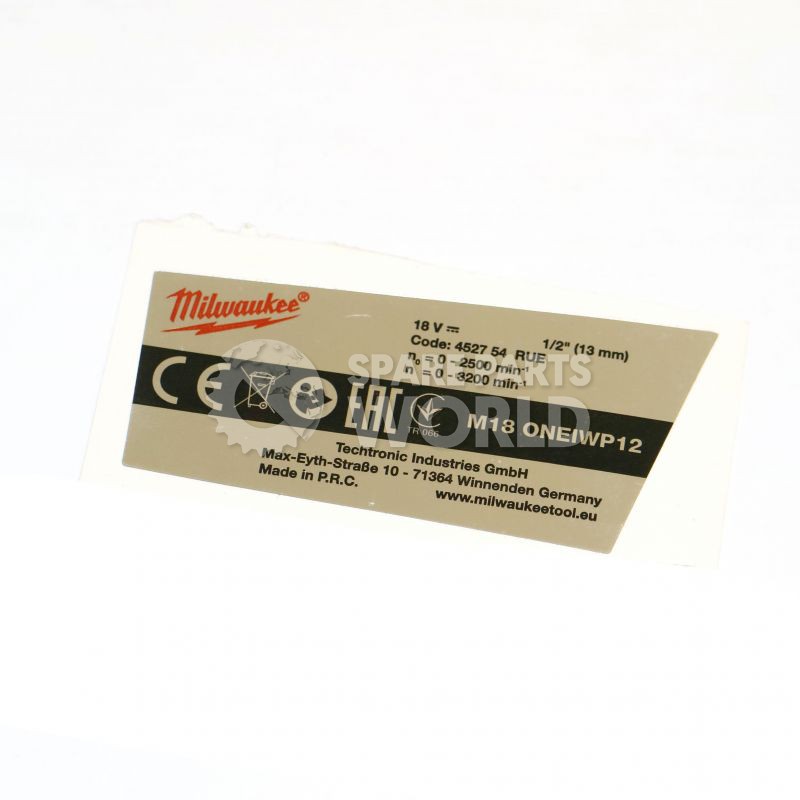 Milwaukee®
18 V ⎓
1/2" (13 mm)
Code: 4527 54 RUE
n₀ = 0 - 2500 min⁻¹
n = 0 - 3200 min⁻¹
CE
EAC
TR 066
M18 ONEIWP12
Techtronic Industries GmbH
Max-Eyth-Straße 10 - 71364 Winnenden Germany
Made in P.R.C.
www.milwaukeetool.eu
SPARE PARTS
WORLD